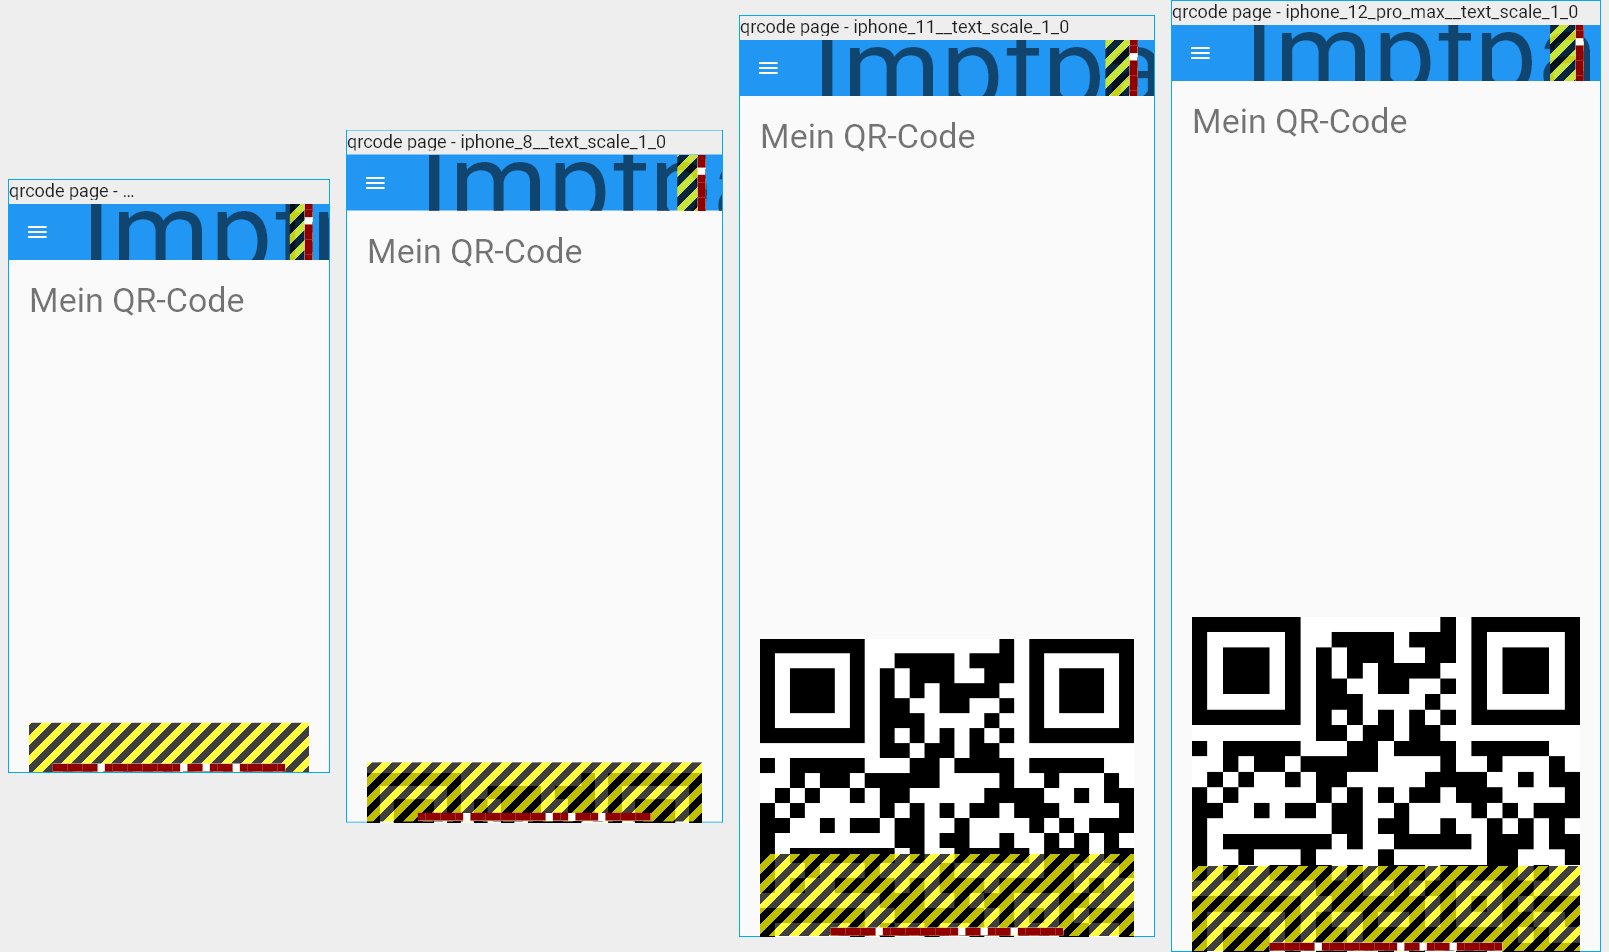 qrcode page - ...
Mein QR-Code
qrcode page - iphone_8__text_scale_1_0
Mein QR-Code
qrcode page - iphone_11__text_scale_1_0
Mein QR-Code
qrcode page - iphone_12_pro_max__text_scale_1_0
Mein QR-Code